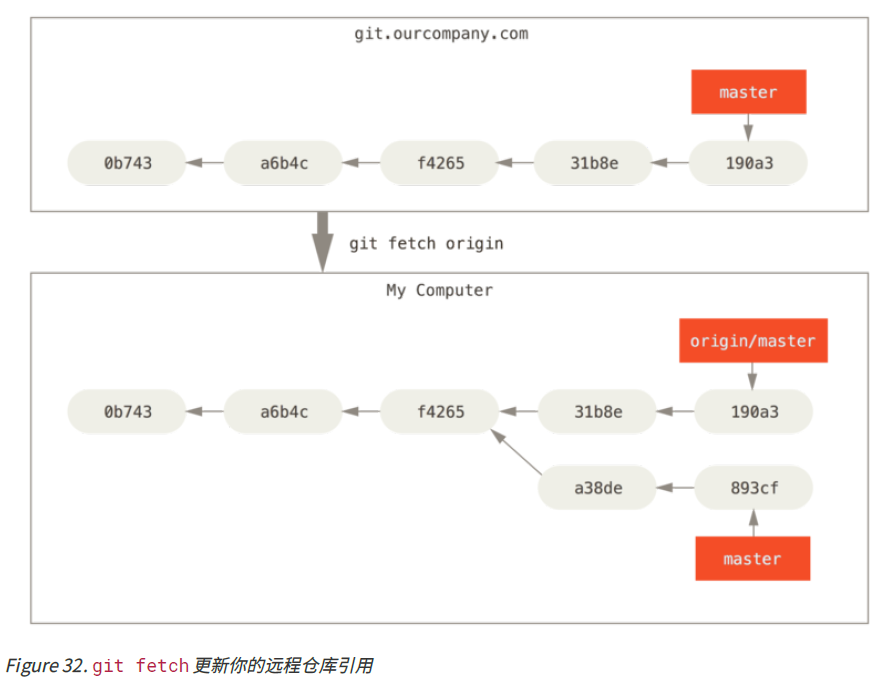 git.ourcompany.com
master
0b743 a6b4c f4265 31b8e 190a3
git fetch origin
My Computer
origin/master
0b743 a6b4c f4265 31b8e 190a3
a38de 893cf
master
Figure 32. git fetch 更新你的远程仓库引用